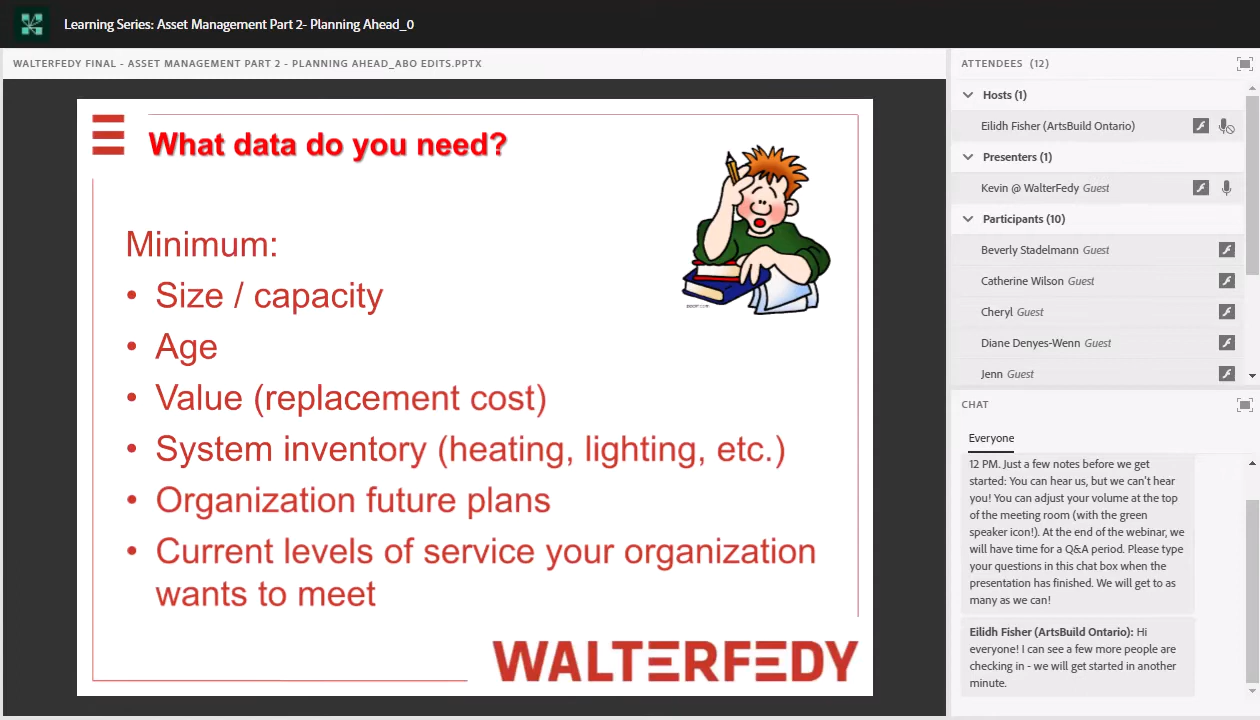 Learning Series: Asset Management Part 2- Planning Ahead_0
WALTERFEDY FINAL - ASSET MANAGEMENT PART 2 - PLANNING AHEAD_ABO EDITS.PPTX
What data do you need?
Minimum:
• Size / capacity
• Age
• Value (replacement cost)
• System inventory (heating, lighting, etc.)
• Organization future plans
• Current levels of service your organization
wants to meet
WALTERFEDY
ATTENDEES (12)
Hosts (1)
Eilidh Fisher (ArtsBuild Ontario)
Presenters (1)
Kevin @ WalterFedy Guest
Participants (10)
Beverly Stadelmann Guest
Catherine Wilson Guest
Cheryl Guest
Diane Denyes-Wenn Guest
Jenn Guest
CHAT
Everyone
12 PM. Just a few notes before we get
started: You can hear us, but we can't hear
you! You can adjust your volume at the top
of the meeting room (with the green
speaker icon!). At the end of the webinar, we
will have time for a Q&A period. Please type
your questions in this chat box when the
presentation has finished. We will get to as
many as we can!
Eilidh Fisher (ArtsBuild Ontario): Hi
everyone! I can see a few more people are
checking in - we will get started in another
minute.